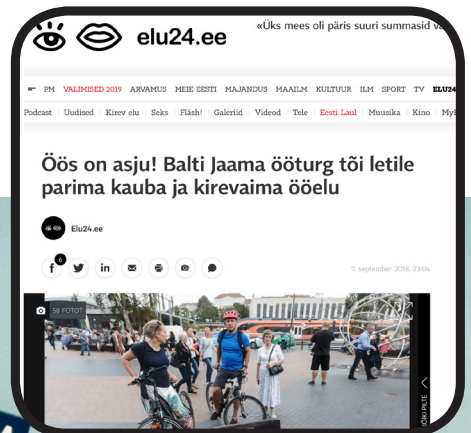 elu24.ee
«Üks mees oli päris suuri summasid
PM VALIMISED 2019 ARVAMUS MEIE EESTI MAJANDUS MAAILM KULTUUR ILM SPORT TV ELU24
Podcast Uudised Kirev elu Seks Fläsh! Galeriid Videod Tele Eesti Laul Muusika Kino
Öös on asju! Balti Jaama ööturg tõi letile
parima kauba ja kirevaima ööelu
Elu24.ee
6
7. september 2018, 23:04
58 FOTOT
KÕIKI PILTE